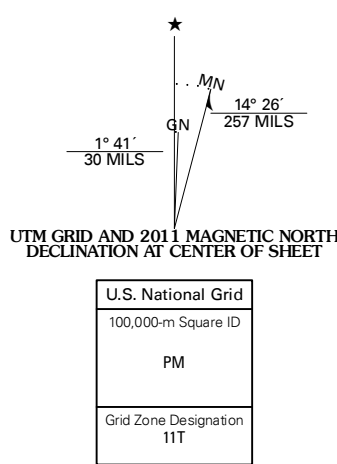 ★
MN
GN
14° 26´
257 MILS
1° 41´
30 MILS
UTM GRID AND 2011 MAGNETIC NORTH
DECLINATION AT CENTER OF SHEET
U.S. National Grid
100,000-m Square ID
PM
Grid Zone Designation
11T